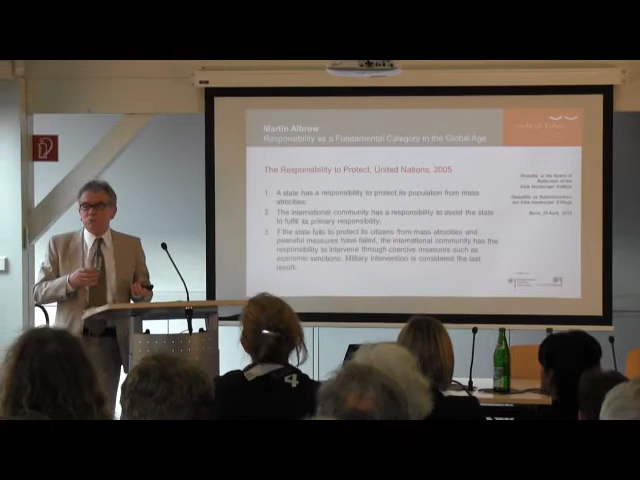 Martin Albrow
Responsibility as a Fundamental Category in the Global Age
The Responsibility to Protect, United Nations, 2005
1. A state has a responsibility to protect its population from mass
atrocities.
2. The international community has a responsibility to assist the state
to fulfill its primary responsibility.
3. If the state fails to protect its citizens from mass atrocities and
peaceful measures have failed, the international community has the
responsibility to intervene through coercive measures such as
economic sanctions. Military intervention is considered the last
resort.
4